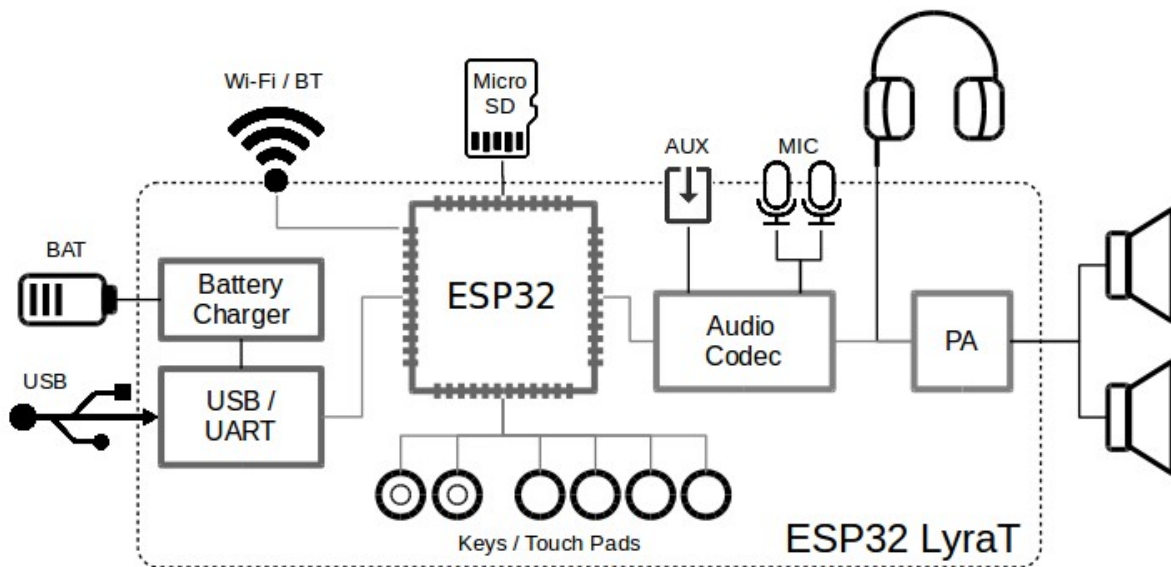 Wi-Fi / BT
Micro
SD
AUX
MIC
BAT
Battery
Charger
ESP32
Audio
Codec
PA
USB
USB /
UART
Keys / Touch Pads
ESP32 LyraT